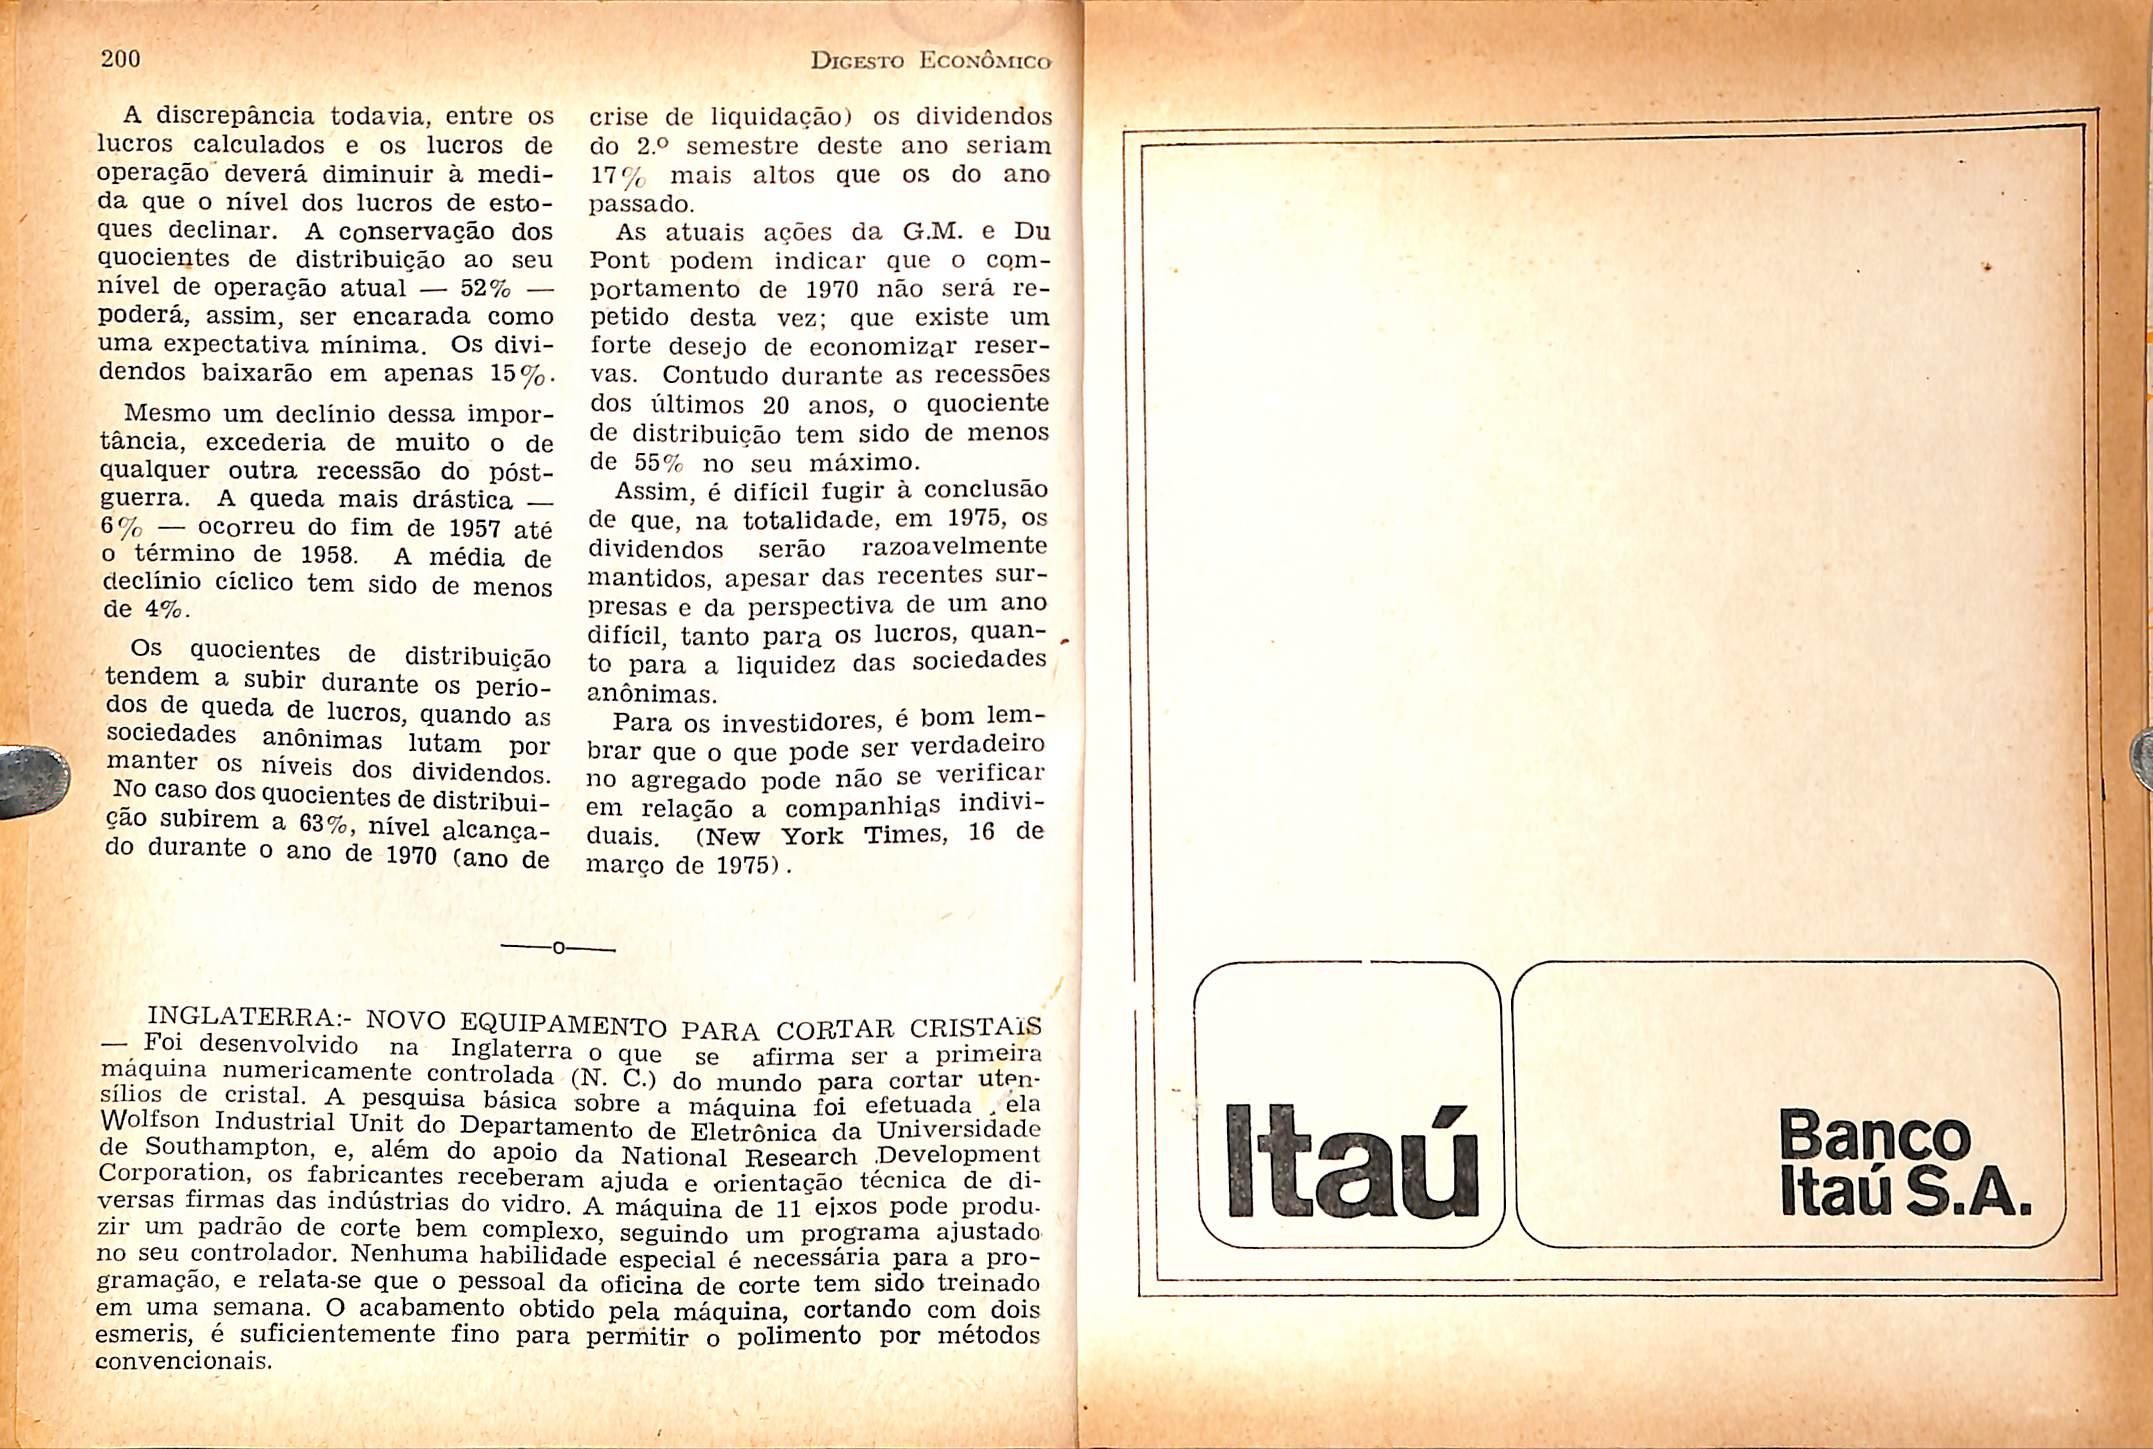 200
DIGESTO ECONÔMICO
A discrepância todavia, entre os
lucros calculados e os lucros de
operação deverá diminuir à medi-
da que o nível dos lucros de esto-
ques declinar. A conservação dos
quocientes de distribuição ao seu
nível de operação atual — 52% —
poderá, assim, ser encarada como
uma expectativa mínima. Os divi-
dendos baixarão em apenas 15%.
Mesmo um declínio dessa impor-
tância, excederia de muito o de
qualquer outra recessão do póst-
guerra. A queda mais drástica —
6% — ocorreu do fim de 1957 até
o término de 1958. A média de
declínio cíclico tem sido de menos
de 4%.
Os quocientes de distribuição
tendem a subir durante os perío-
dos de queda de lucros, quando as
sociedades anônimas lutam por
manter os níveis dos dividendos.
No caso dos quocientes de distribui-
ção subirem a 63%, nível alcança-
do durante o ano de 1970 (ano de
crise de liquidação) os dividendos
do 2.º semestre deste ano seriam
17% mais altos que os do ano
passado.
As atuais ações da G.M. e Du
Pont podem indicar que o com-
portamento de 1970 não será re-
petido desta vez; que existe um
forte desejo de economizar reser-
vas. Contudo durante as recessões
dos últimos 20 anos, o quociente
de distribuição tem sido de menos
de 55% no seu máximo.
Assim, é difícil fugir à conclusão
de que, na totalidade, em 1975, os
dividendos serão razoavelmente
mantidos, apesar das recentes sur-
presas e da perspectiva de um ano
difícil, tanto para os lucros, quan-
to para a liquidez das sociedades
anônimas.
Para os investidores, é bom lem-
brar que o que pode ser verdadeiro
no agregado pode não se verificar
em relação a companhias indivi-
duais. (New York Times, 16 de
março de 1975).
——o——
INGLATERRA:- NOVO EQUIPAMENTO PARA CORTAR CRISTAIS
— Foi desenvolvido na Inglaterra o que se afirma ser a primeira
máquina numericamente controlada (N. C.) do mundo para cortar uten-
sílios de cristal. A pesquisa básica sobre a máquina foi efetuada ela
Wolfson Industrial Unit do Departamento de Eletrônica da Universidade
de Southampton, e, além do apoio da National Research Development
Corporation, os fabricantes receberam ajuda e orientação técnica de di-
versas firmas das indústrias do vidro. A máquina de 11 eixos pode produ-
zir um padrão de corte bem complexo, seguindo um programa ajustado
no seu controlador. Nenhuma habilidade especial é necessária para a pro-
gramação, e relata-se que o pessoal da oficina de corte tem sido treinado
em uma semana. O acabamento obtido pela máquina, cortando com dois
esmeris, é suficientemente fino para permitir o polimento por métodos
convencionais.
Itaú
Banco
Itaú S.A.